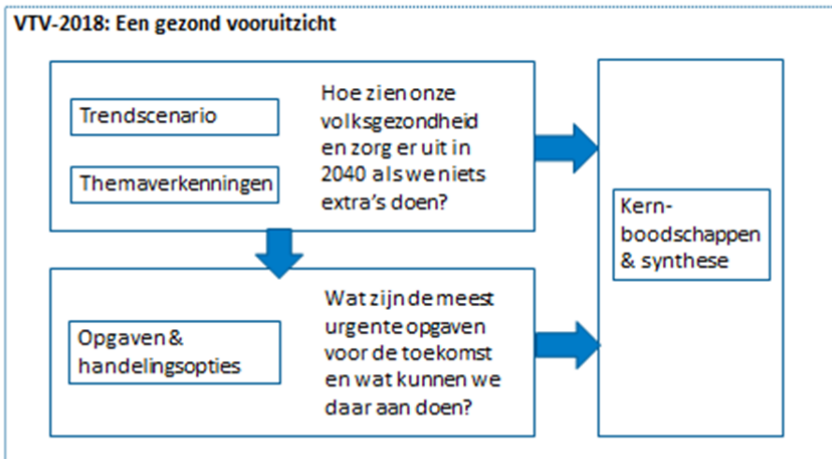 VTV-2018: Een gezond vooruitzicht
Trendscenario
Themaverkenningen
Hoe zien onze
volksgezondheid
en zorg er uit in
2040 als we niets
extra's doen?
Opgaven &
handelingsopties
Wat zijn de meest
urgente opgaven
voor de toekomst
en wat kunnen we
daar aan doen?
Kern-
boodschappen
& synthese